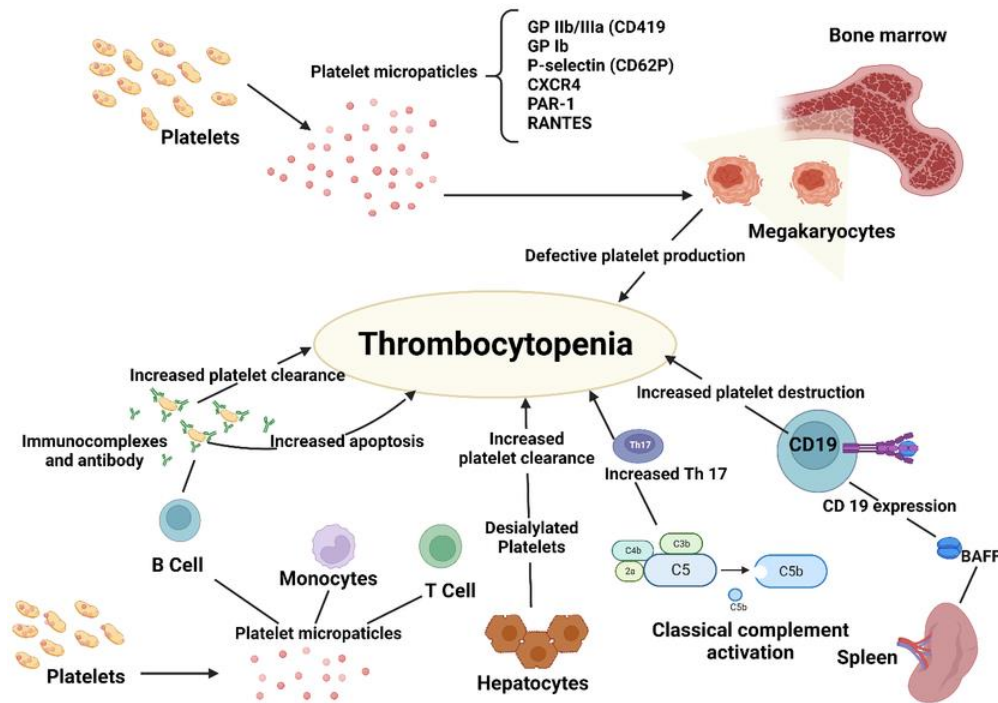 GP IIb/IIIa (CD419
GP Ib
P-selectin (CD62P)
CXCR4
PAR-1
RANTES
Platelet micropaticles
Bone marrow
Platelets
Megakaryocytes
Defective platelet production
Thrombocytopenia
Increased platelet clearance
Increased platelet destruction
Immunocomplexes
and antibody
Increased apoptosis
Increased
platelet clearance
Th17
Increased Th 17
CD19
CD 19 expression
Desialylated
Platelets
B Cell
Monocytes
T Cell
C4b
C3b
2a
C5
C5b
C5b
BAFF
Platelet micropaticles
Classical complement
activation
Spleen
Platelets
Hepatocytes